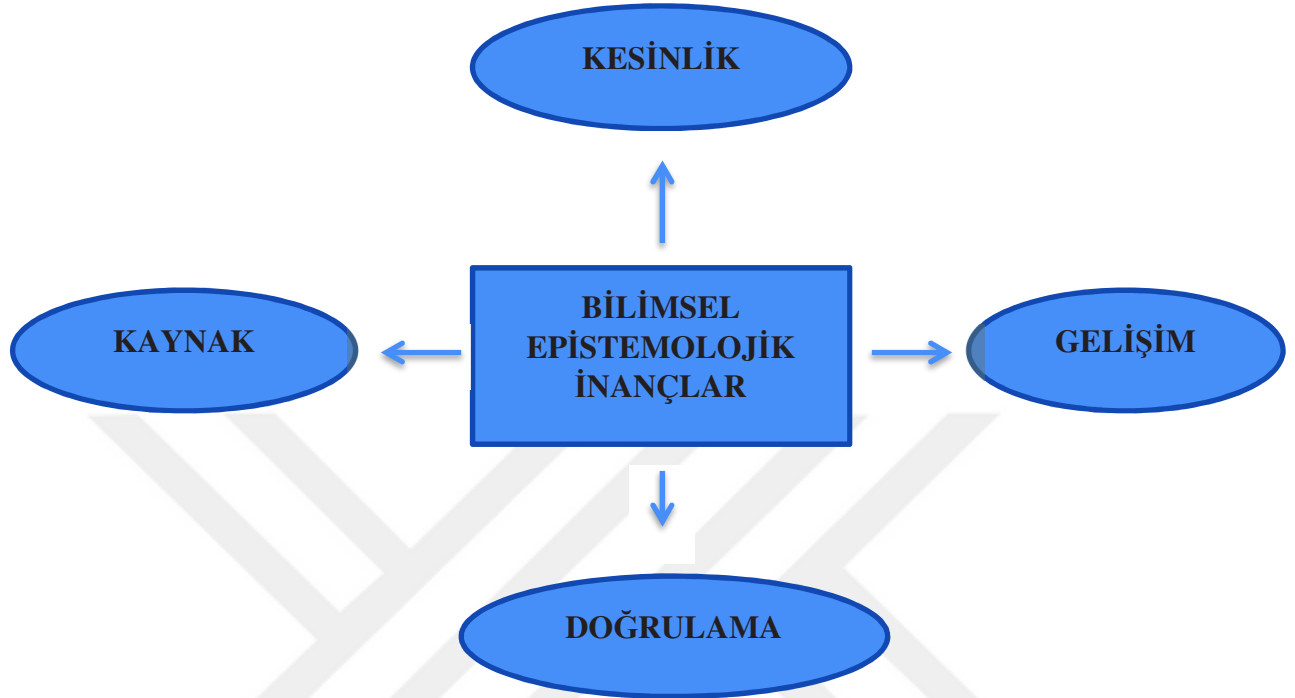 KESİNLİK
KAYNAK
BİLİMSEL
EPİSTEMOLOJİK
İNANÇLAR
GELİŞİM
DOĞRULAMA